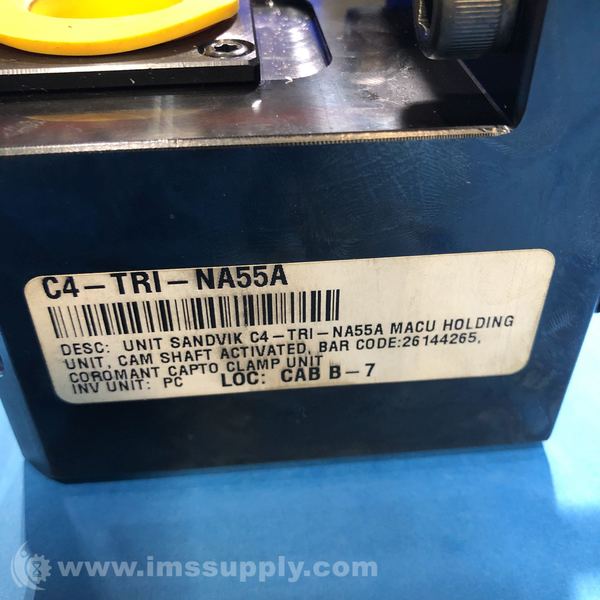 C4-TRI-NA55A
DESC: UNIT SANDVIK C4-TRI-NA55A MACU HOLDING
UNIT, CAM SHAFT ACTIVATED, BAR CODE:26144265,
COROMANT CAPTO CLAMP UNIT
INV UNIT: PC LOC: CAB B-7
www.imssupply.com